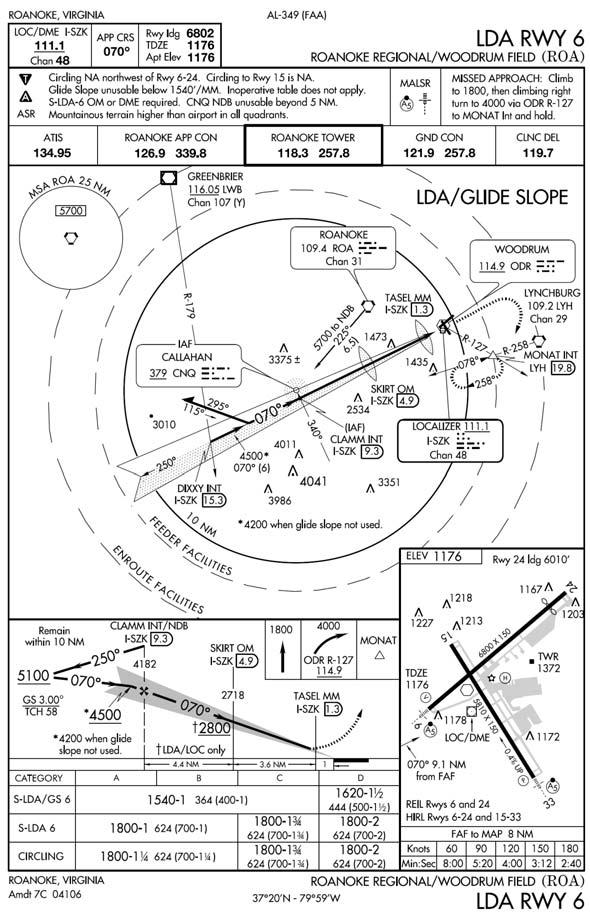 ROANOKE, VIRGINIA
AL-349 (FAA)
LOC/DME I-SZK
111.1
Chan 48
APP CRS
070°
Rwy ldg 6802
TDZE 1176
Apt Elev 1176
LDA RWY 6
ROANOKE REGIONAL/WOODRUM FIELD (ROA)
T
A
ASR
Circling NA northwest of Rwy 6-24. Circling to Rwy 15 is NA.
Glide Slope unusable below 1540'/MM. Inoperative table does not apply.
S-LDA-6 OM or DME required. CNQ NDB unusable beyond 5 NM.
Mountainous terrain higher than airport in all quadrants.
MALSR
A5
MISSED APPROACH: Climb
to 1800, then climbing right
turn to 4000 via ODR R-127
to MONAT Int and hold.
ATIS
134.95
ROANOKE APP CON
126.9 339.8
ROANOKE TOWER
118.3 257.8
GND CON
121.9 257.8
CLNC DEL
119.7
MSA ROA 25 NM
5700
GREENBRIER
116.05 LWB
Chan 107 (Y)
LDA/GLIDE SLOPE
ROANOKE
109.4 ROA
Chan 31
WOODRUM
114.9 ODR
LYNCHBURG
109.2 LYH
Chan 29
R-179
5700 to NDB
225°
(6.5)
TASEL MM
I-SZK 1.3
R-127
R-258
MONAT INT
LYH 19.8
078°
258°
IAF
CALLAHAN
379 CNQ
3375 ±
1473
1435
SKIRT OM
I-SZK 4.9
295°
115°
070°
3010
2534
(IAF)
CLAMM INT
I-SZK 9.3
340°
LOCALIZER 111.1
I-SZK
Chan 48
250°
4500*
070° (6)
4011
4041
DIXXY INT
I-SZK 15.3
3986
3351
10 NM
*4200 when glide slope not used.
FEEDER FACILITIES
ENROUTE FACILITIES
ELEV 1176
Rwy 24 ldg 6010'
1167
24
1203
1218
1227
1213
15
6800 X 150
TWR
1372
TDZE
1176
H
5810 X 150
1178
LOC/DME
1172
6
A5
0.4% UP
070° 9.1 NM
from FAF
A5
33
REIL Rwys 6 and 24
HIRL Rwys 6-24 and 15-33
FAF to MAP 8 NM
Knots 60 90 120 150 180
Min:Sec 8:00 5:20 4:00 3:12 2:40
Remain
within 10 NM
CLAMM INT/NDB
I-SZK 9.3
SKIRT OM
I-SZK 4.9
1800
4000
ODR R-127
114.9
MONAT
5100
250°
4182
070°
GS 3.00°
TCH 58
*4500
070°
2718
TASEL MM
I-SZK 1.3
†2800
*4200 when glide
slope not used.
†LDA/LOC only
4.4 NM
3.6 NM
1
CATEGORY A B C D
S-LDA/GS 6 1540-1 364 (400-1) 1620-1½ 444 (500-1½)
S-LDA 6 1800-1 624 (700-1) 1800-1¾ 624 (700-1¾) 1800-2 624 (700-2)
CIRCLING 1800-1¼ 624 (700-1¼) 1800-1¾ 624 (700-1¾) 1800-2 624 (700-2)
ROANOKE, VIRGINIA
Amdt 7C 04106
37°20'N - 79°59'W
ROANOKE REGIONAL/WOODRUM FIELD (ROA)
LDA RWY 6